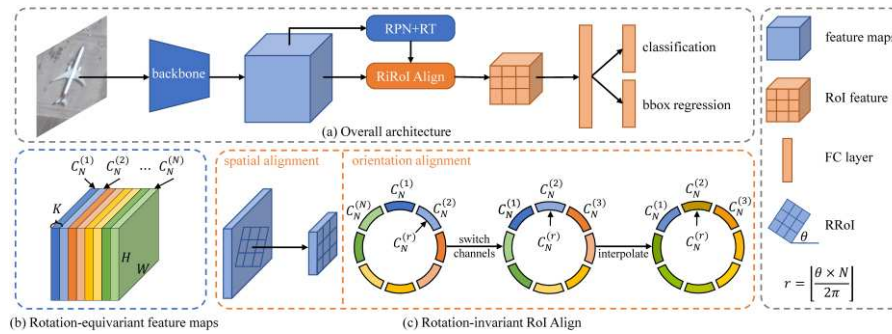 RPN+RT
backbone
RiRoI Align
classification
bbox regression
(a) Overall architecture
feature maps
RoI feature
FC layer
RRoI
θ
r = ⌊θ × N / 2π⌋
C_N^{(1)} C_N^{(2)} ... C_N^{(N)}
K
H
W
(b) Rotation-equivariant feature maps
spatial alignment
orientation alignment
C_N^{(N)} C_N^{(1)} C_N^{(2)}
C_N^{(r)}
switch
channels
C_N^{(1)} C_N^{(2)} C_N^{(3)}
C_N^{(r)}
interpolate
C_N^{(1)} C_N^{(2)} C_N^{(3)}
C_N^{(r)}
(c) Rotation-invariant RoI Align